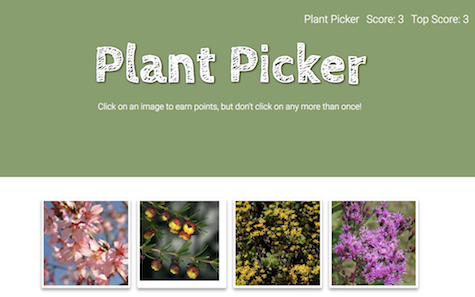 Plant Picker Score: 3 Top Score: 3
Plant Picker
Click on an image to earn points, but don't click on any more than once!